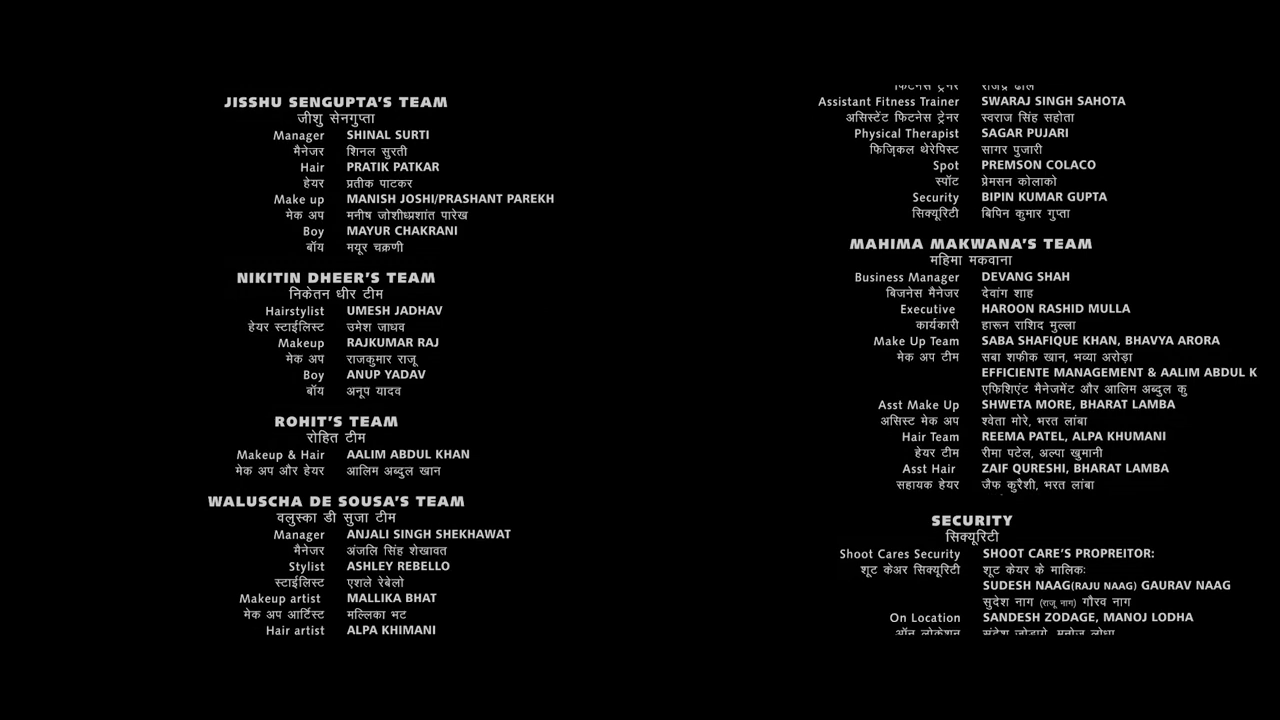 JISSHU SENGUPTA'S TEAM
जीशु सेनगुप्ता
Manager SHINAL SURTI
मैनेजर शिनल सुरती
Hair PRATIK PATKAR
हेयर प्रतीक पाटकर
Make up MANISH JOSHI/PRASHANT PAREKH
मेक अप मनीष जोशीध्प्रशांत पारेख
Boy MAYUR CHAKRANI
बॉय मयूर चक्रणी
NIKITIN DHEER'S TEAM
निकेतन धीर टीम
Hairstylist UMESH JADHAV
हेयर स्टाईलिस्ट उमेश जाधव
Makeup RAJKUMAR RAJ
मेक अप राजकुमार राजू
Boy ANUP YADAV
बॉय अनूप यादव
ROHIT'S TEAM
रोहित टीम
Makeup & Hair AALIM ABDUL KHAN
मेक अप और हेयर आलिम अब्दुल खान
WALUSCHA DE SOUSA'S TEAM
वलुस्का डी सुजा टीम
Manager ANJALI SINGH SHEKHAWAT
मैनेजर अंजलि सिंह शेखावत
Stylist ASHLEY REBELLO
स्टाईलिस्ट एशले रेबेलो
Makeup artist MALLIKA BHAT
मेक अप आर्टिस्ट मल्लिका भट
Hair artist ALPA KHIMANI
फिटनेस ट्रेनर
Assistant Fitness Trainer SWARAJ SINGH SAHOTA
असिस्टेंट फिटनेस ट्रेनर स्वराज सिंह सहोता
Physical Therapist SAGAR PUJARI
फिजि़कल थेरेपिस्ट सागर पुजारी
Spot PREMSON COLACO
स्पॉट प्रेमसन कोलाको
Security BIPIN KUMAR GUPTA
सिक्यूरिटी बिपिन कुमार गुप्ता
MAHIMA MAKWANA'S TEAM
महिमा मकवाना
Business Manager DEVANG SHAH
बिजनेस मैनेजर देवांग शाह
Executive HAROON RASHID MULLA
कार्यकारी हारून राशिद मुल्ला
Make Up Team SABA SHAFIQUE KHAN, BHAVYA ARORA
मेक अप टीम सबा शफीक खान, भव्या अरोड़ा
EFFICIENTE MANAGEMENT & AALIM ABDUL K
एफिशिएंट मैनेजमेंट और आलिम अब्दुल कु
Asst Make Up SHWETA MORE, BHARAT LAMBA
असिस्ट मेक अप श्वेता मोरे, भरत लांबा
Hair Team REEMA PATEL, ALPA KHUMANI
हेयर टीम रीमा पटेल, अल्पा खुमानी
Asst Hair ZAIF QURESHI, BHARAT LAMBA
सहायक हेयर जैफ कुरैशी, भरत लांबा
SECURITY
सिक्यूरिटी
Shoot Cares Security SHOOT CARE'S PROPREITOR:
शूट केअर सिक्यूरिटी शूट केयर के मालिकः
SUDESH NAAG(RAJU NAAG) GAURAV NAAG
सुदेश नाग (राजू नाग) गौरव नाग
On Location SANDESH ZODAGE, MANOJ LODHA
ऑन लोकेशन संदेश जोडागे, मनोज लोधा